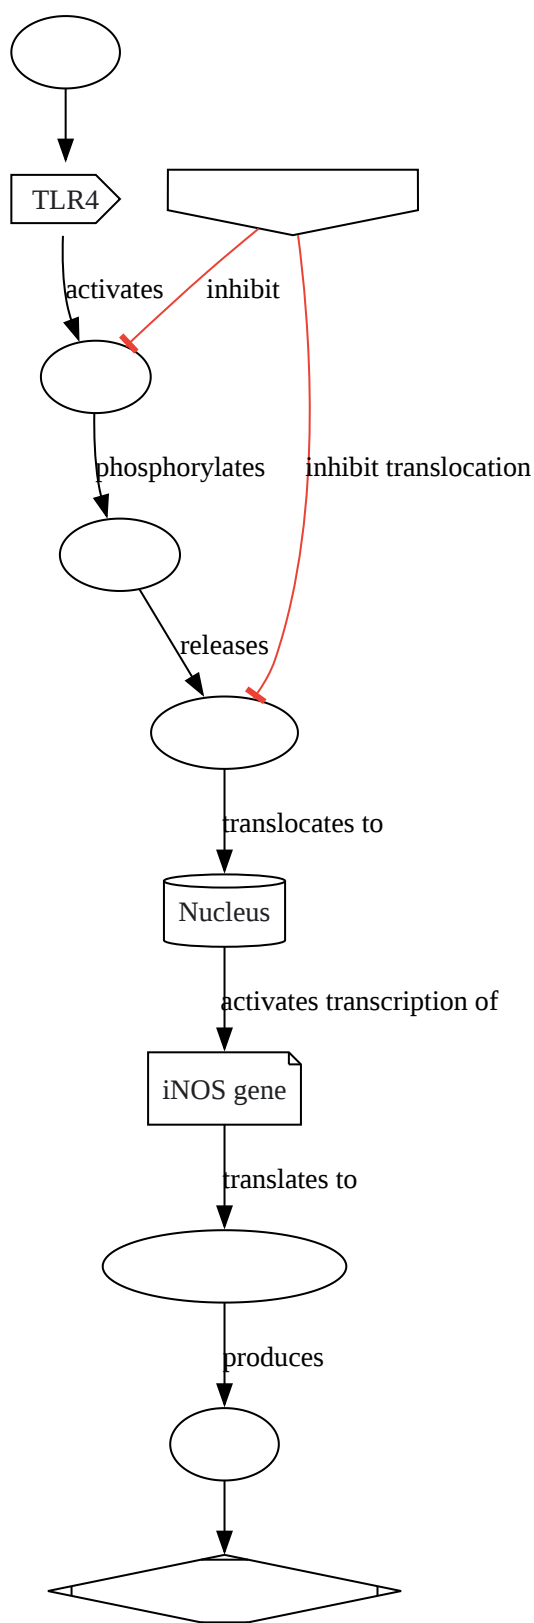 TLR4
activates
inhibit
phosphorylates
inhibit translocation
releases
translocates to
Nucleus
activates transcription of
iNOS gene
translates to
produces